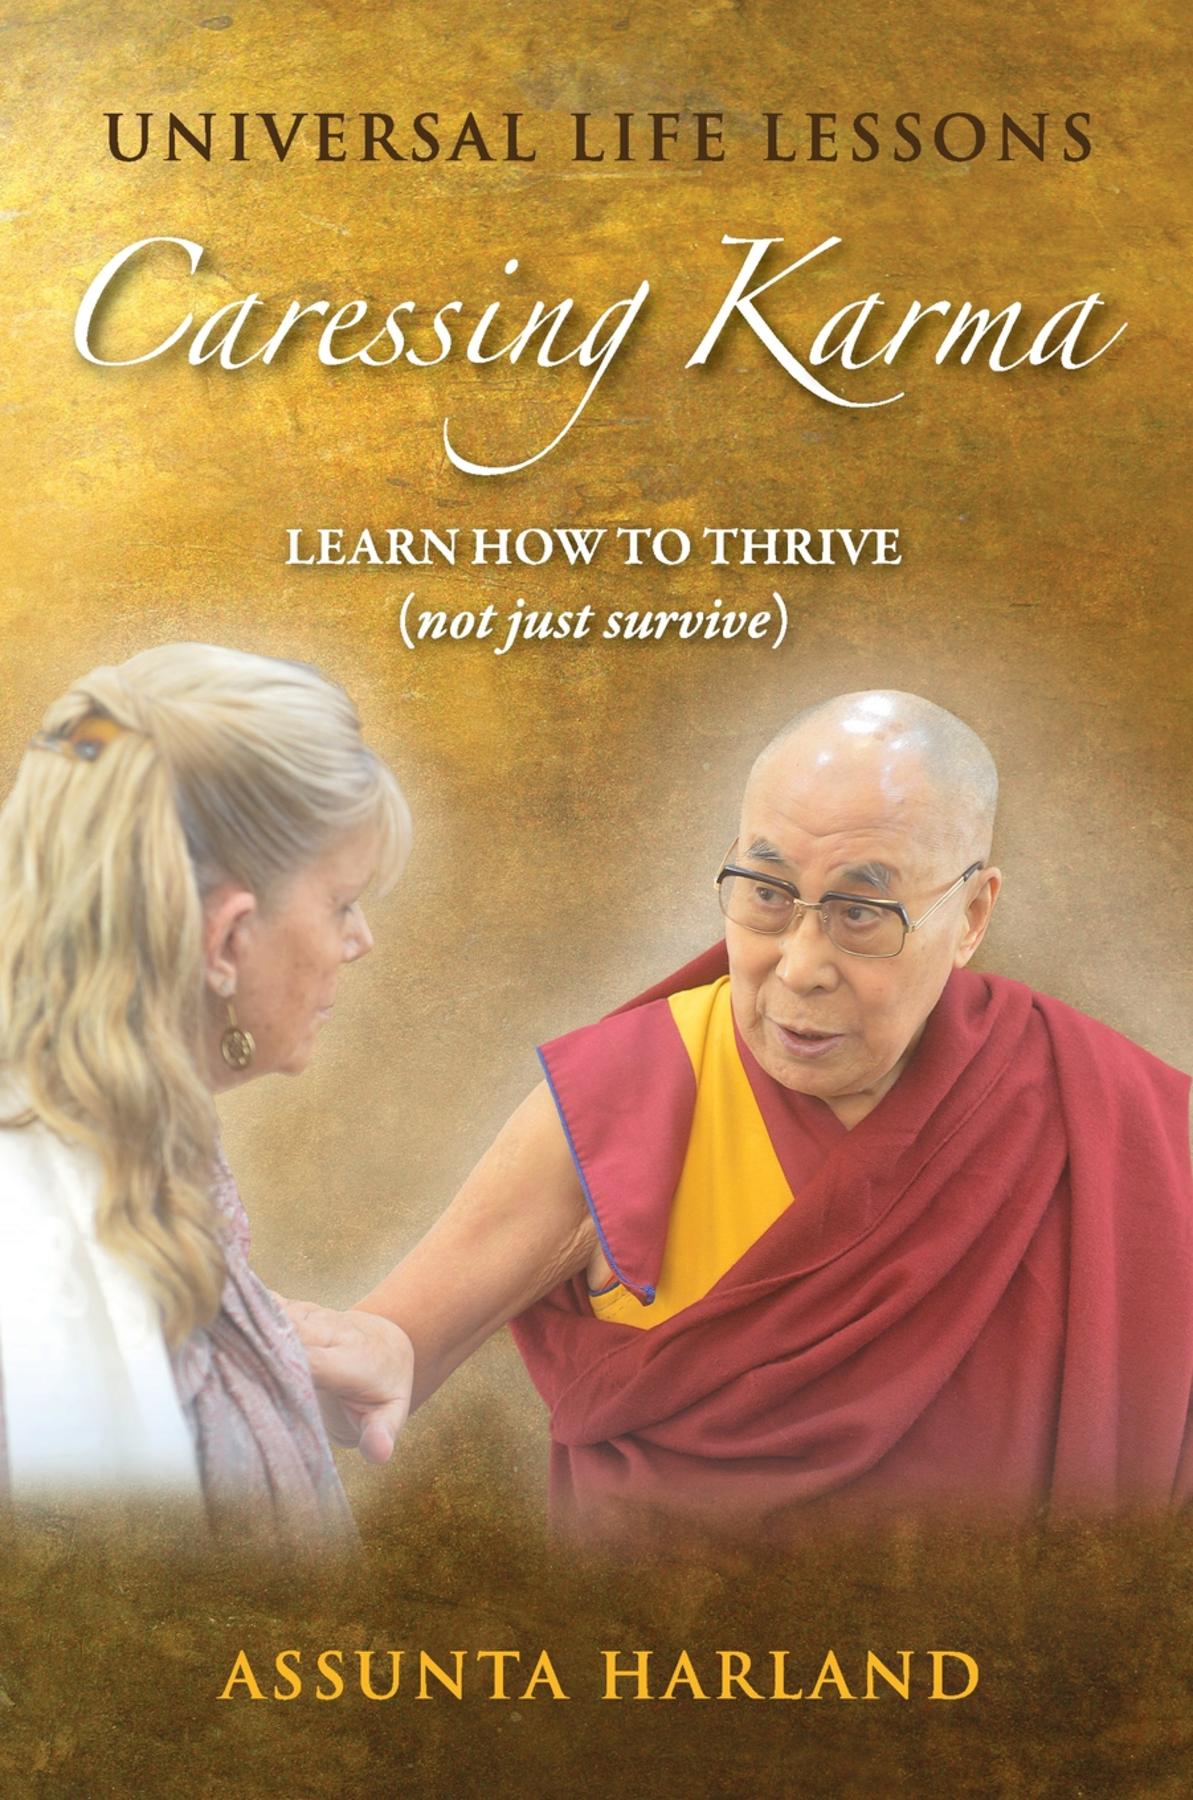 UNIVERSAL LIFE LESSONS
Caressing Karma
LEARN HOW TO THRIVE
(not just survive)
ASSUNTA HARLAND